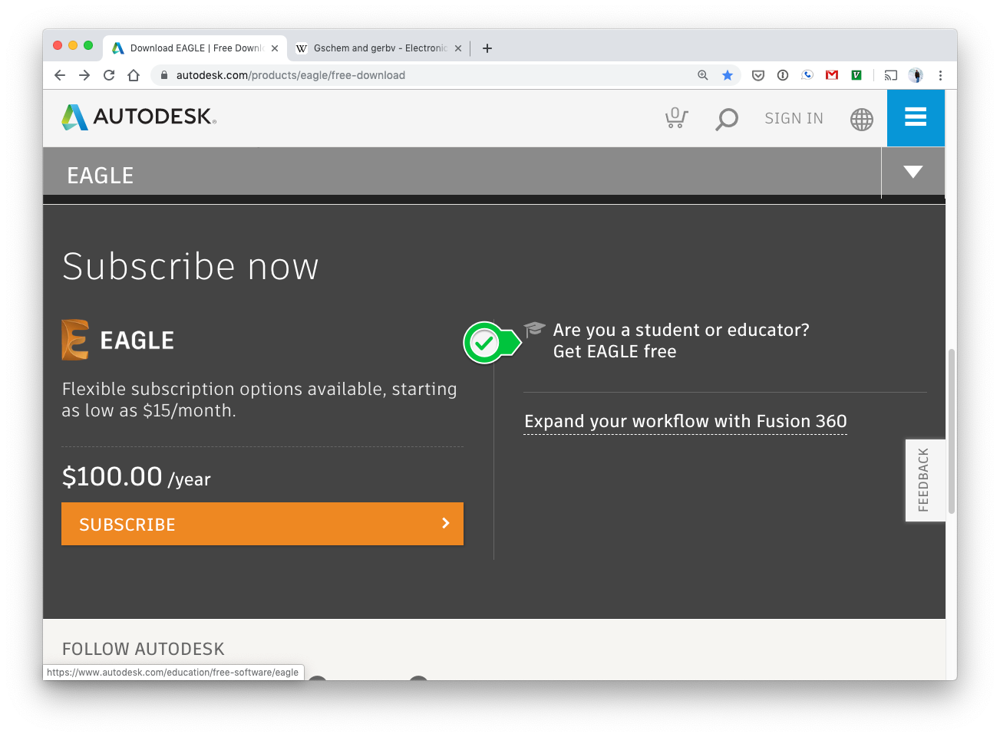 Download EAGLE | Free Downl
Gschem and gerbv - Electronic
autodesk.com/products/eagle/free-download
AUTODESK®
0
SIGN IN
EAGLE
Subscribe now
EAGLE
Flexible subscription options available, starting
as low as $15/month.
$100.00 /year
SUBSCRIBE
Are you a student or educator?
Get EAGLE free
Expand your workflow with Fusion 360
FEEDBACK
FOLLOW AUTODESK
https://www.autodesk.com/education/free-software/eagle